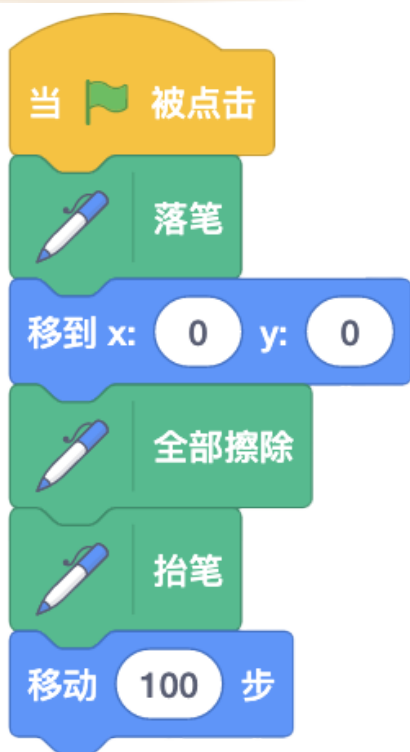 当 被点击
落笔
移到 x: 0 y: 0
全部擦除
抬笔
移动 100 步